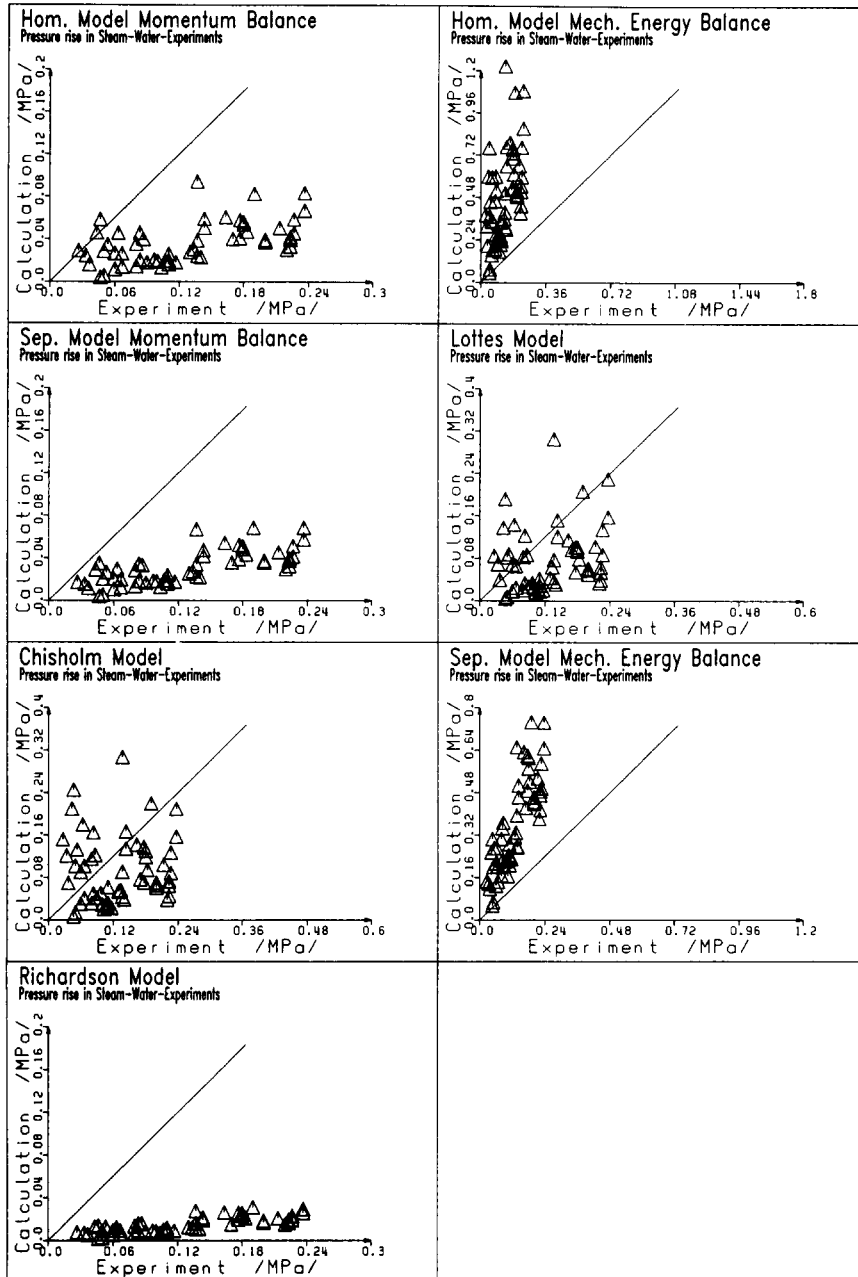 Hom. Model Momentum Balance
Pressure rise in Steam-Water-Experiments
Calculation /MPa/
0.0 0.04 0.08 0.12 0.16 0.2
0.0 0.06 0.12 0.18 0.24 0.3
Experiment /MPa/
Hom. Model Mech. Energy Balance
Pressure rise in Steam-Water-Experiments
Calculation /MPa/
0.0 0.24 0.48 0.72 0.96 1.2
0.0 0.36 0.72 1.08 1.44 1.8
Experiment /MPa/
Sep. Model Momentum Balance
Pressure rise in Steam-Water-Experiments
Calculation /MPa/
0.0 0.04 0.08 0.12 0.16 0.2
0.0 0.06 0.12 0.18 0.24 0.3
Experiment /MPa/
Lottes Model
Pressure rise in Steam-Water-Experiments
Calculation /MPa/
0.0 0.08 0.16 0.24 0.32 0.4
0.0 0.12 0.24 0.36 0.48 0.6
Experiment /MPa/
Chisholm Model
Pressure rise in Steam-Water-Experiments
Calculation /MPa/
0.0 0.08 0.16 0.24 0.32 0.4
0.0 0.12 0.24 0.36 0.48 0.6
Experiment /MPa/
Sep. Model Mech. Energy Balance
Pressure rise in Steam-Water-Experiments
Calculation /MPa/
0.0 0.16 0.32 0.48 0.64 0.8
0.0 0.24 0.48 0.72 0.96 1.2
Experiment /MPa/
Richardson Model
Pressure rise in Steam-Water-Experiments
Calculation /MPa/
0.0 0.04 0.08 0.12 0.16 0.2
0.0 0.06 0.12 0.18 0.24 0.3
Experiment /MPa/